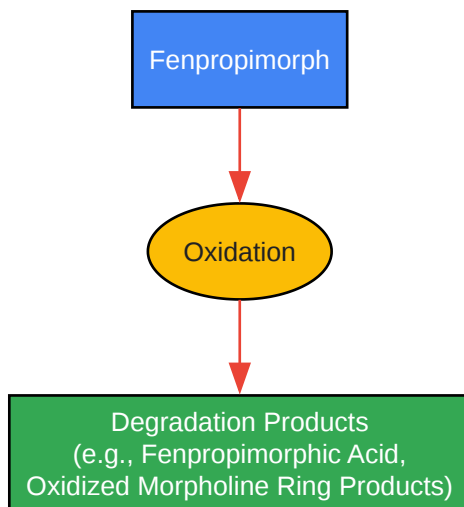 Fenpropimorph
Oxidation
Degradation Products
(e.g., Fenpropimorphic Acid,
Oxidized Morpholine Ring Products)